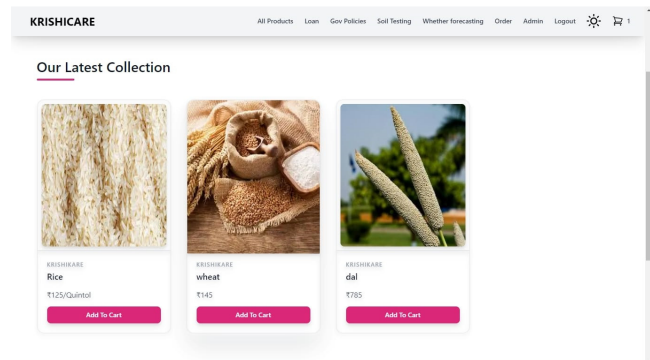 KRISHICARE All Products Loan Gov Policies Soil Testing Whether forecasting Order Admin Logout 1
Our Latest Collection
KRISHIKARE
Rice
₹125/Quintol
Add To Cart
KRISHIKARE
wheat
₹145
Add To Cart
KRISHIKARE
dal
₹785
Add To Cart